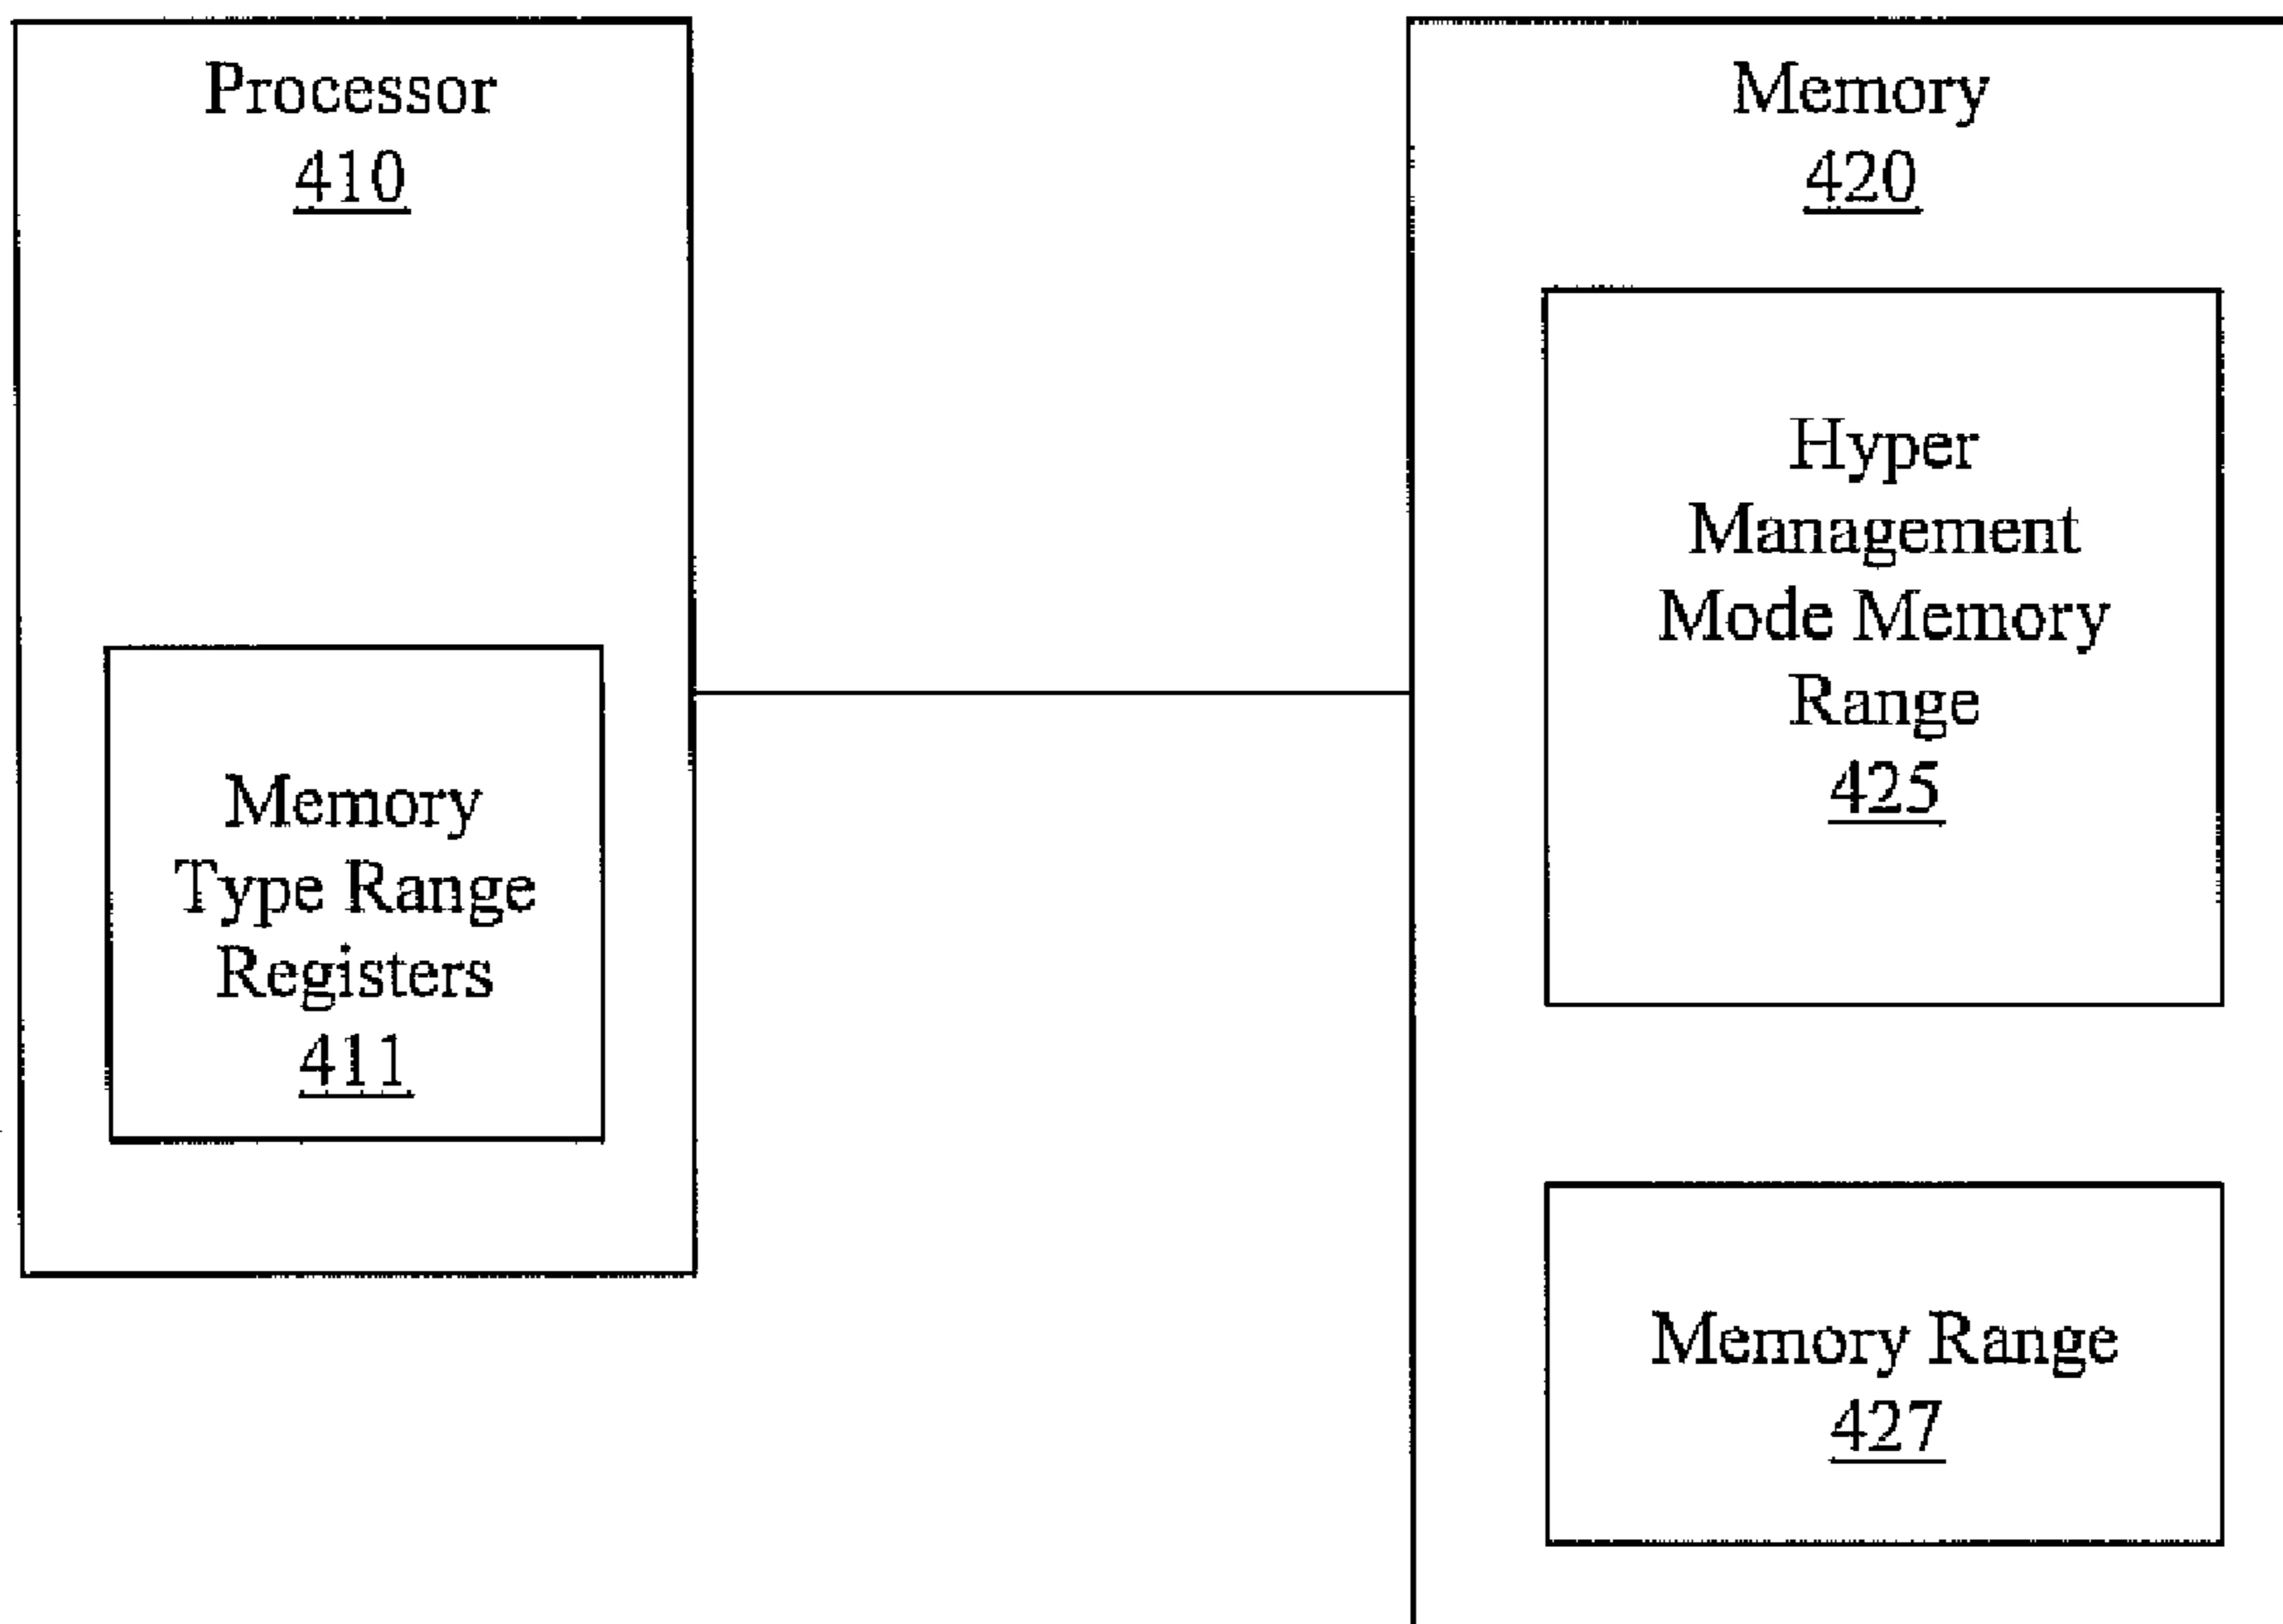 Processor
410
Memory
Type Range
Registers
411
Memory
420
Hyper
Management
Mode Memory
Range
425
Memory Range
427